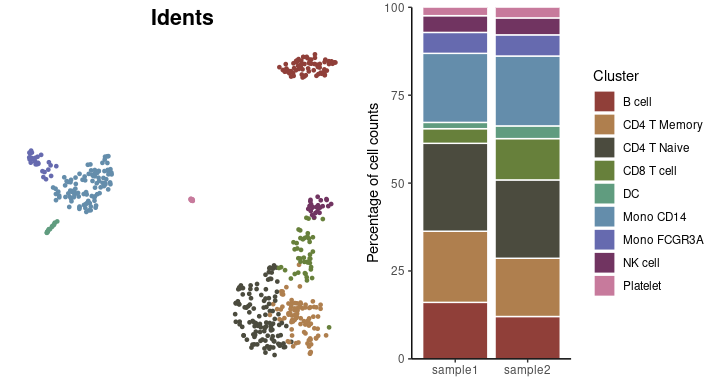 Idents
Percentage of cell counts
100
75
50
25
0
sample1 sample2
Cluster
B cell
CD4 T Memory
CD4 T Naive
CD8 T cell
DC
Mono CD14
Mono FCGR3A
NK cell
Platelet